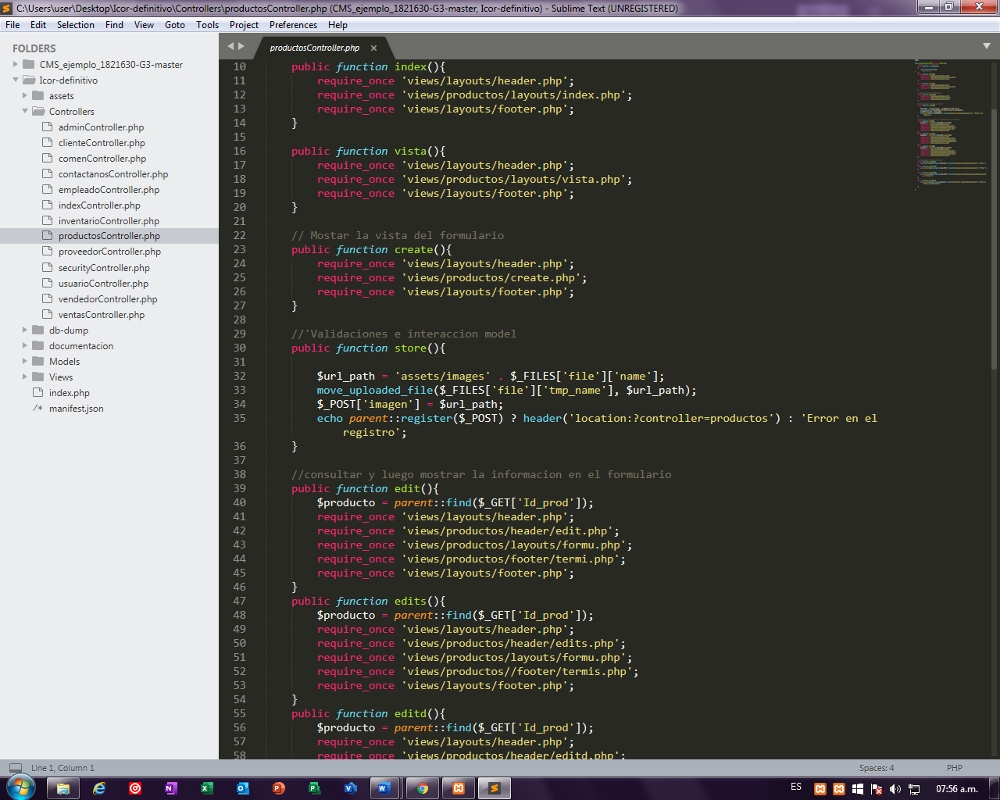 C:\Users\user\Desktop\Icor-definitivo\Controllers\productosController.php (CMS_ejemplo_1821630-G3-master, Icor-definitivo) - Sublime Text (UNREGISTERED)
File Edit Selection Find View Goto Tools Project Preferences Help
FOLDERS
CMS_ejemplo_1821630-G3-master
Icor-definitivo
assets
Controllers
adminController.php
clienteController.php
comenController.php
contactanosController.php
empleadoController.php
indexController.php
inventarioController.php
productosController.php
proveedorController.php
securityController.php
usuarioController.php
vendedorController.php
ventasController.php
db-dump
documentacion
Models
Views
index.php
/* manifest.json
productosController.php ×
10 public function index(){
11 require_once 'views/layouts/header.php';
12 require_once 'views/productos/layouts/index.php';
13 require_once 'views/layouts/footer.php';
14 }
15
16 public function vista(){
17 require_once 'views/layouts/header.php';
18 require_once 'views/productos/layouts/vista.php';
19 require_once 'views/layouts/footer.php';
20 }
21
22 // Mostar la vista del formulario
23 public function create(){
24 require_once 'views/layouts/header.php';
25 require_once 'views/productos/create.php';
26 require_once 'views/layouts/footer.php';
27 }
28
29 //'Validaciones e interaccion model
30 public function store(){
31
32 $url_path = 'assets/images' . $_FILES['file']['name'];
33 move_uploaded_file($_FILES['file']['tmp_name'], $url_path);
34 $_POST['imagen'] = $url_path;
35 echo parent::register($_POST) ? header('location:?controller=productos') : 'Error en el
registro';
36 }
37
38 //consultar y luego mostrar la informacion en el formulario
39 public function edit(){
40 $producto = parent::find($_GET['Id_prod']);
41 require_once 'views/layouts/header.php';
42 require_once 'views/productos/header/edit.php';
43 require_once 'views/productos/layouts/formu.php';
44 require_once 'views/productos/footer/termi.php';
45 require_once 'views/layouts/footer.php';
46 }
47 public function edits(){
48 $producto = parent::find($_GET['Id_prod']);
49 require_once 'views/layouts/header.php';
50 require_once 'views/productos/header/edits.php';
51 require_once 'views/productos/layouts/formu.php';
52 require_once 'views/productos//footer/termis.php';
53 require_once 'views/layouts/footer.php';
54 }
55 public function editd(){
56 $producto = parent::find($_GET['Id_prod']);
57 require_once 'views/layouts/header.php';
58 require_once 'views/productos/header/editd.php';
Line 1, Column 1 Spaces: 4 PHP
ES 07:56 a.m.